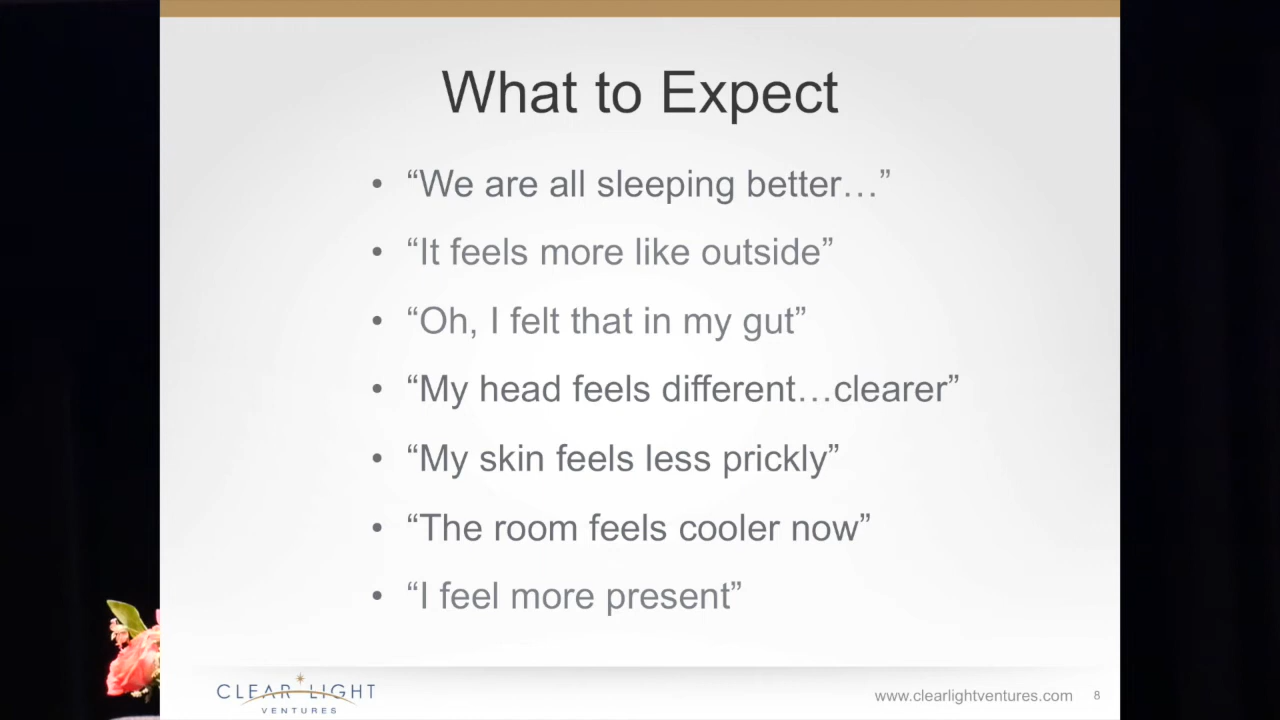 What to Expect
• “We are all sleeping better…”
• “It feels more like outside”
• “Oh, I felt that in my gut”
• “My head feels different…clearer”
• “My skin feels less prickly”
• “The room feels cooler now”
• “I feel more present”
CLEAR LIGHT
VENTURES
www.clearlightventures.com 8